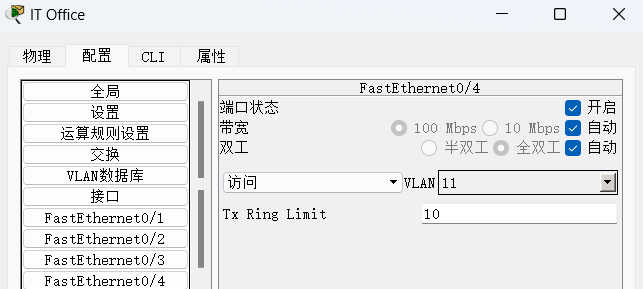 IT Office
物理 配置 CLI 属性
全局
设置
运算规则设置
交换
VLAN数据库
接口
FastEthernet0/1
FastEthernet0/2
FastEthernet0/3
FastEthernet0/4
FastEthernet0/4
端口状态 开启
带宽 100 Mbps 10 Mbps 自动
双工 半双工 全双工 自动
访问 VLAN 11
Tx Ring Limit 10